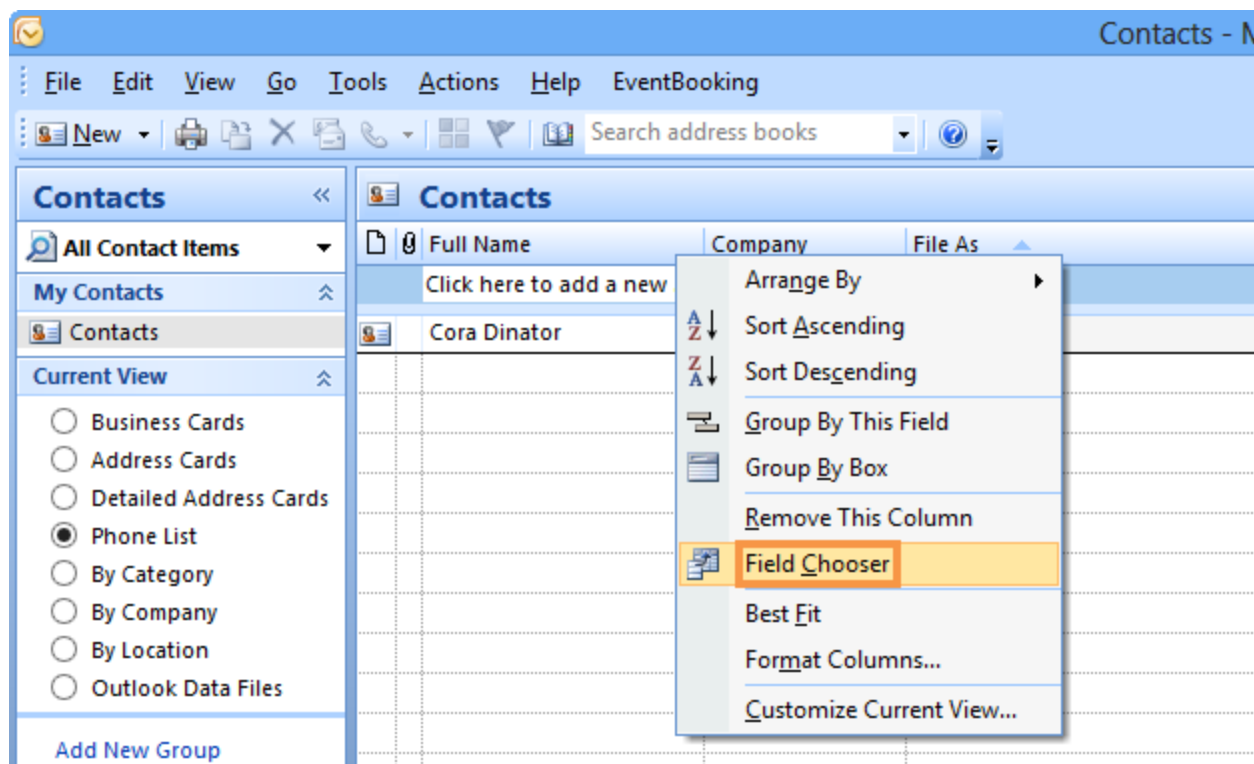 Contacts - M
File Edit View Go Tools Actions Help EventBooking
New Search address books
Contacts «
All Contact Items
My Contacts
Contacts
Current View
Business Cards
Address Cards
Detailed Address Cards
Phone List
By Category
By Company
By Location
Outlook Data Files
Add New Group
Contacts
Full Name Company File As
Click here to add a new
Cora Dinator
Arrange By
Sort Ascending
Sort Descending
Group By This Field
Group By Box
Remove This Column
Field Chooser
Best Fit
Format Columns...
Customize Current View...